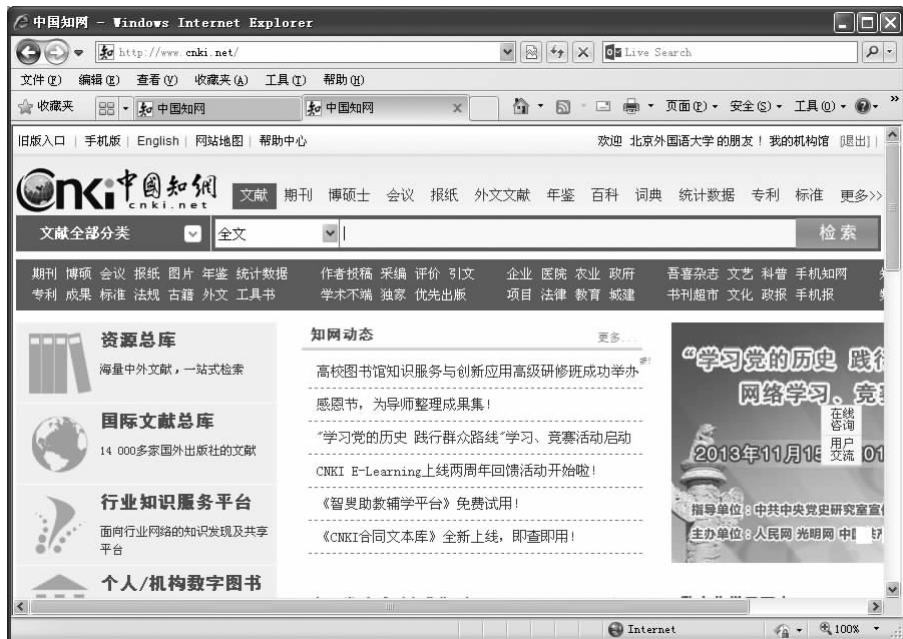 中国知网 - Windows Internet Explorer
http://www.cnki.net/
Live Search
文件(F) 编辑(E) 查看(V) 收藏夹(A) 工具(T) 帮助(H)
收藏夹 中国知网 中国知网 页面(P) 安全(S) 工具(O)
旧版入口 | 手机版 | English | 网站地图 | 帮助中心 欢迎 北京外国语大学 的朋友！ 我的机构馆 [退出] |
cnki中国知网 文献 期刊 博硕士 会议 报纸 外文文献 年鉴 百科 词典 统计数据 专利 标准 更多>>
cnki.net
文献全部分类 全文 检索
期刊 博硕 会议 报纸 图片 年鉴 统计数据 作者投稿 采编 评价 引文 企业 医院 农业 政府 吾喜杂志 文艺 科普 手机知网
专利 成果 标准 法规 古籍 外文 工具书 学术不端 独家 优先出版 项目 法律 教育 城建 书刊超市 文化 政报 手机报
资源总库
海量中外文献，一站式检索
国际文献总库
14 000多家国外出版社的文献
行业知识服务平台
面向行业网络的知识发现及共享
平台
个人/机构数字图书
知网动态 更多...
高校图书馆知识服务与创新应用高级研修班成功举办
感恩节，为导师整理成果集！
“学习党的历史 践行群众路线”学习、竞赛活动启动
CNKI E-Learning上线两周年回馈活动开始啦！
《智叟助教辅学平台》免费试用！
《CNKI合同文本库》全新上线，即查即用！
“学习党的历史 践行
网络学习、竞
在线
咨询
用户
交流
2013年11月15
指导单位：中共中央党史研究室宣
主办单位：人民网 光明网 中
Internet 100%